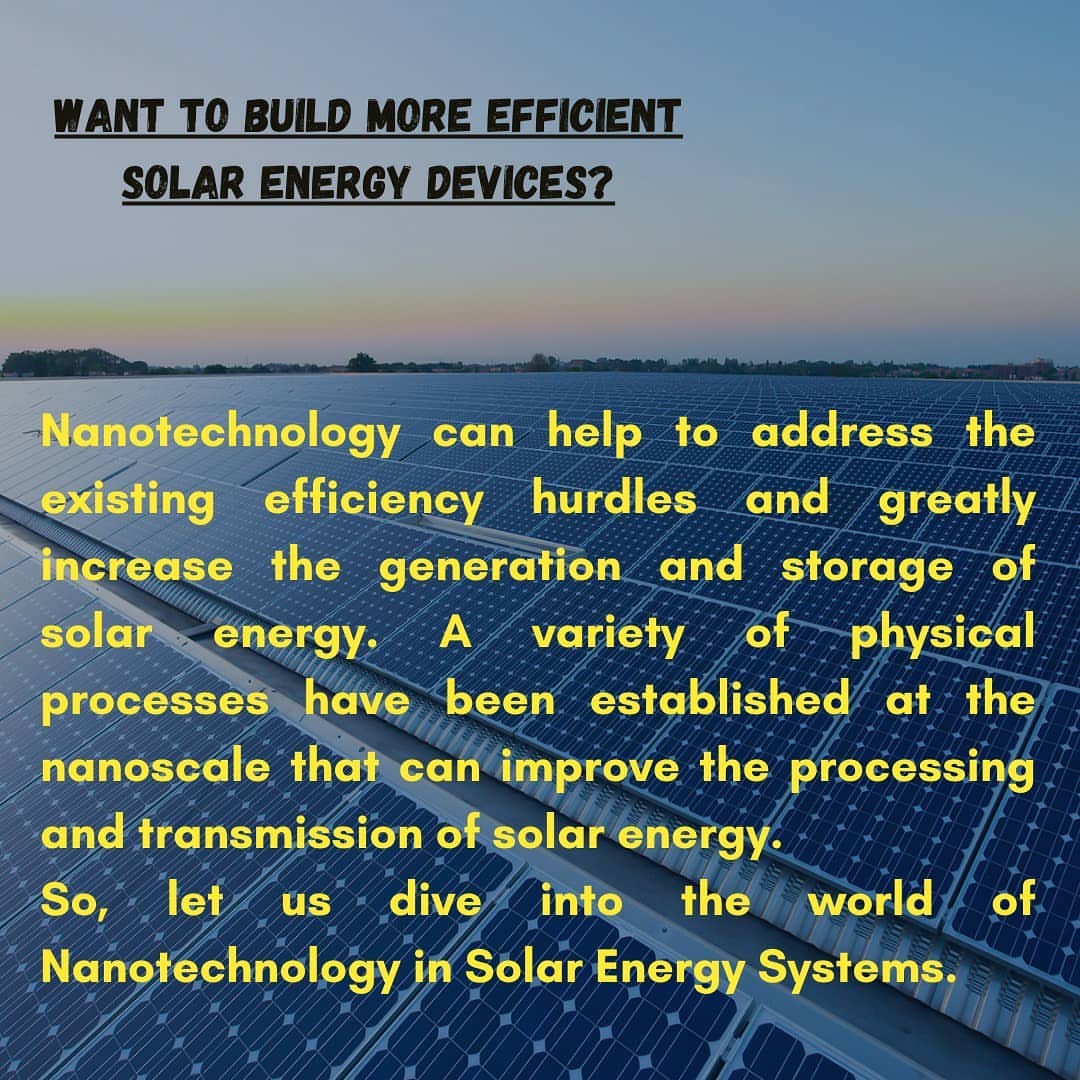 WANT TO BUILD MORE EFFICIENT
SOLAR ENERGY DEVICES?
Nanotechnology can help to address the
existing efficiency hurdles and greatly
increase the generation and storage of
solar energy. A variety of physical
processes have been established at the
nanoscale that can improve the processing
and transmission of solar energy.
So, let us dive into the world of
Nanotechnology in Solar Energy Systems.